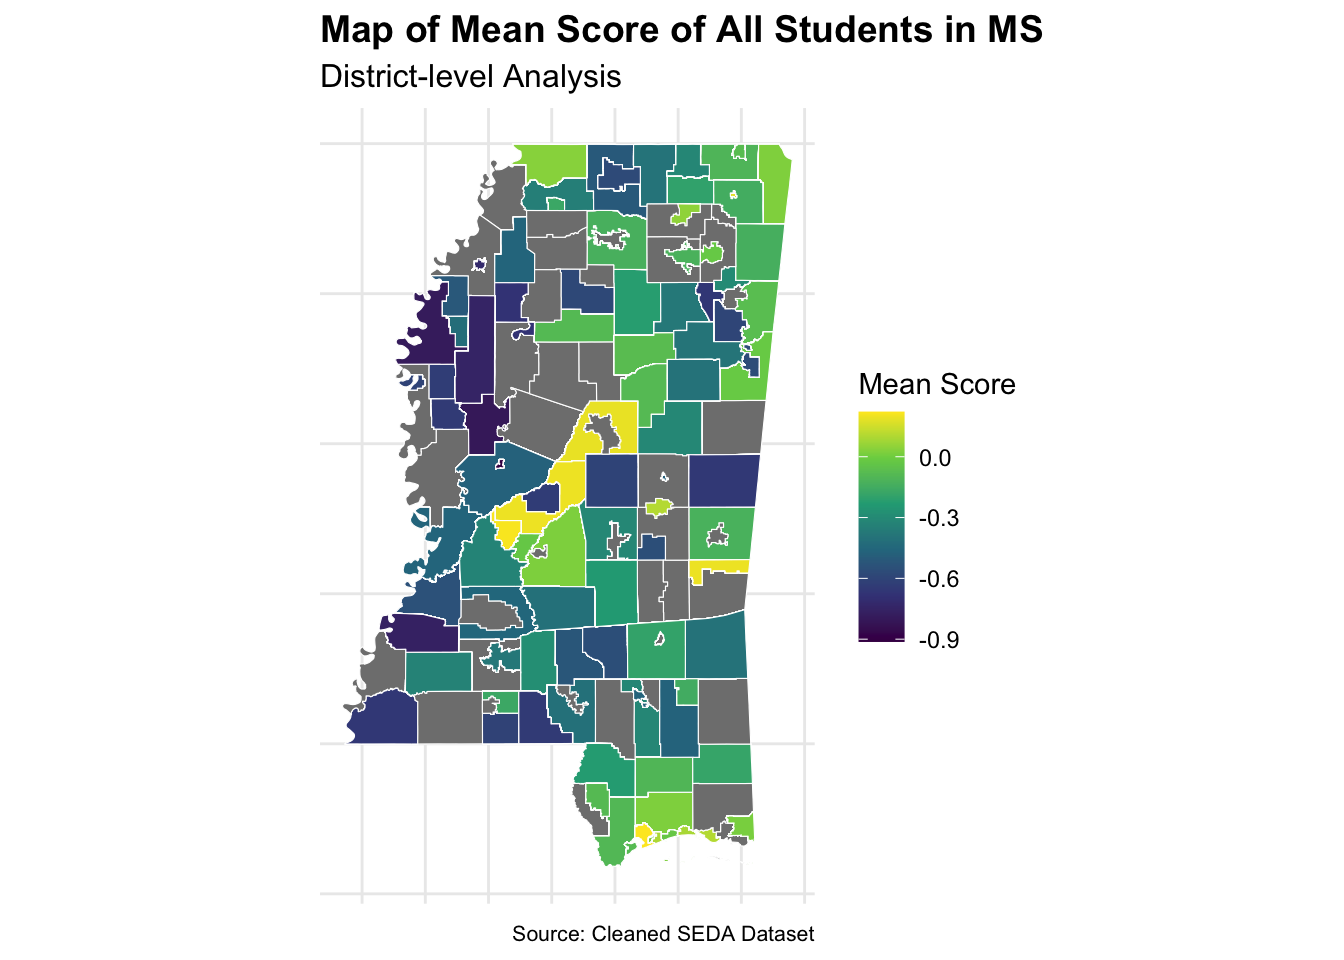 Map of Mean Score of All Students in MS
District-level Analysis
Mean Score
0.0
-0.3
-0.6
-0.9
Source: Cleaned SEDA Dataset